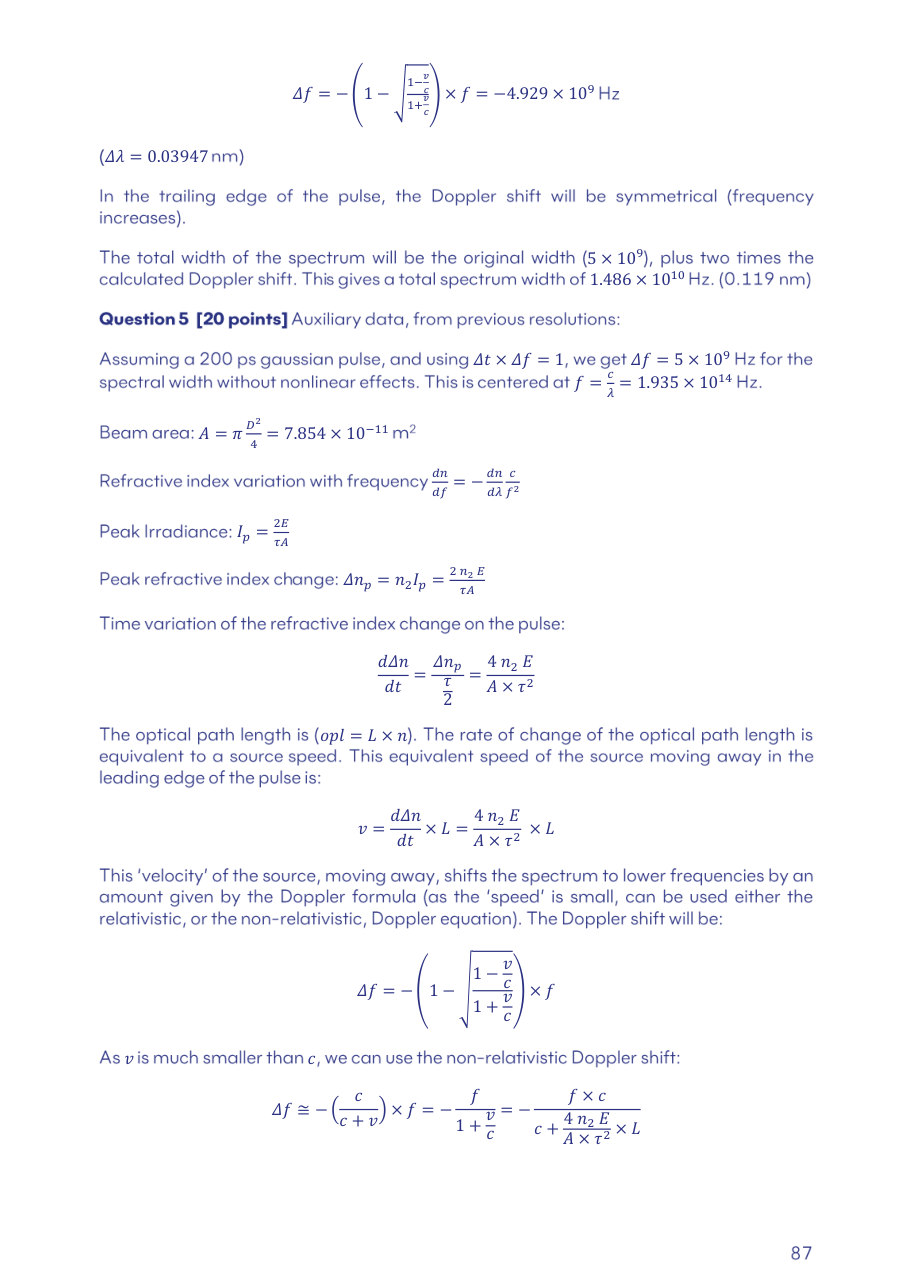 Δf = −(1 − √((1−v/c)/(1+v/c))) × f = −4.929 × 10⁹ Hz
(Δλ = 0.03947 nm)
In the trailing edge of the pulse, the Doppler shift will be symmetrical (frequency
increases).
The total width of the spectrum will be the original width (5 × 10⁹), plus two times the
calculated Doppler shift. This gives a total spectrum width of 1.486 × 10¹⁰ Hz. (0.119 nm)
Question 5 [20 points] Auxiliary data, from previous resolutions:
Assuming a 200 ps gaussian pulse, and using Δt × Δf = 1, we get Δf = 5 × 10⁹ Hz for the
spectral width without nonlinear effects. This is centered at f = c/λ = 1.935 × 10¹⁴ Hz.
Beam area: A = π D²/4 = 7.854 × 10⁻¹¹ m²
Refractive index variation with frequency dn/df = − dn/dλ c/f²
Peak Irradiance: I_p = 2E/τA
Peak refractive index change: Δn_p = n₂I_p = 2 n₂ E/τA
Time variation of the refractive index change on the pulse:
dΔn/dt = Δn_p/(τ/2) = 4 n₂ E/(A × τ²)
The optical path length is (opl = L × n). The rate of change of the optical path length is
equivalent to a source speed. This equivalent speed of the source moving away in the
leading edge of the pulse is:
v = dΔn/dt × L = 4 n₂ E/(A × τ²) × L
This 'velocity' of the source, moving away, shifts the spectrum to lower frequencies by an
amount given by the Doppler formula (as the 'speed' is small, can be used either the
relativistic, or the non-relativistic, Doppler equation). The Doppler shift will be:
Δf = −(1 − √((1 − v/c)/(1 + v/c))) × f
As v is much smaller than c, we can use the non-relativistic Doppler shift:
Δf ≅ −(c/(c + v)) × f = − f/(1 + v/c) = − (f × c)/(c + 4 n₂ E/(A × τ²) × L)
87